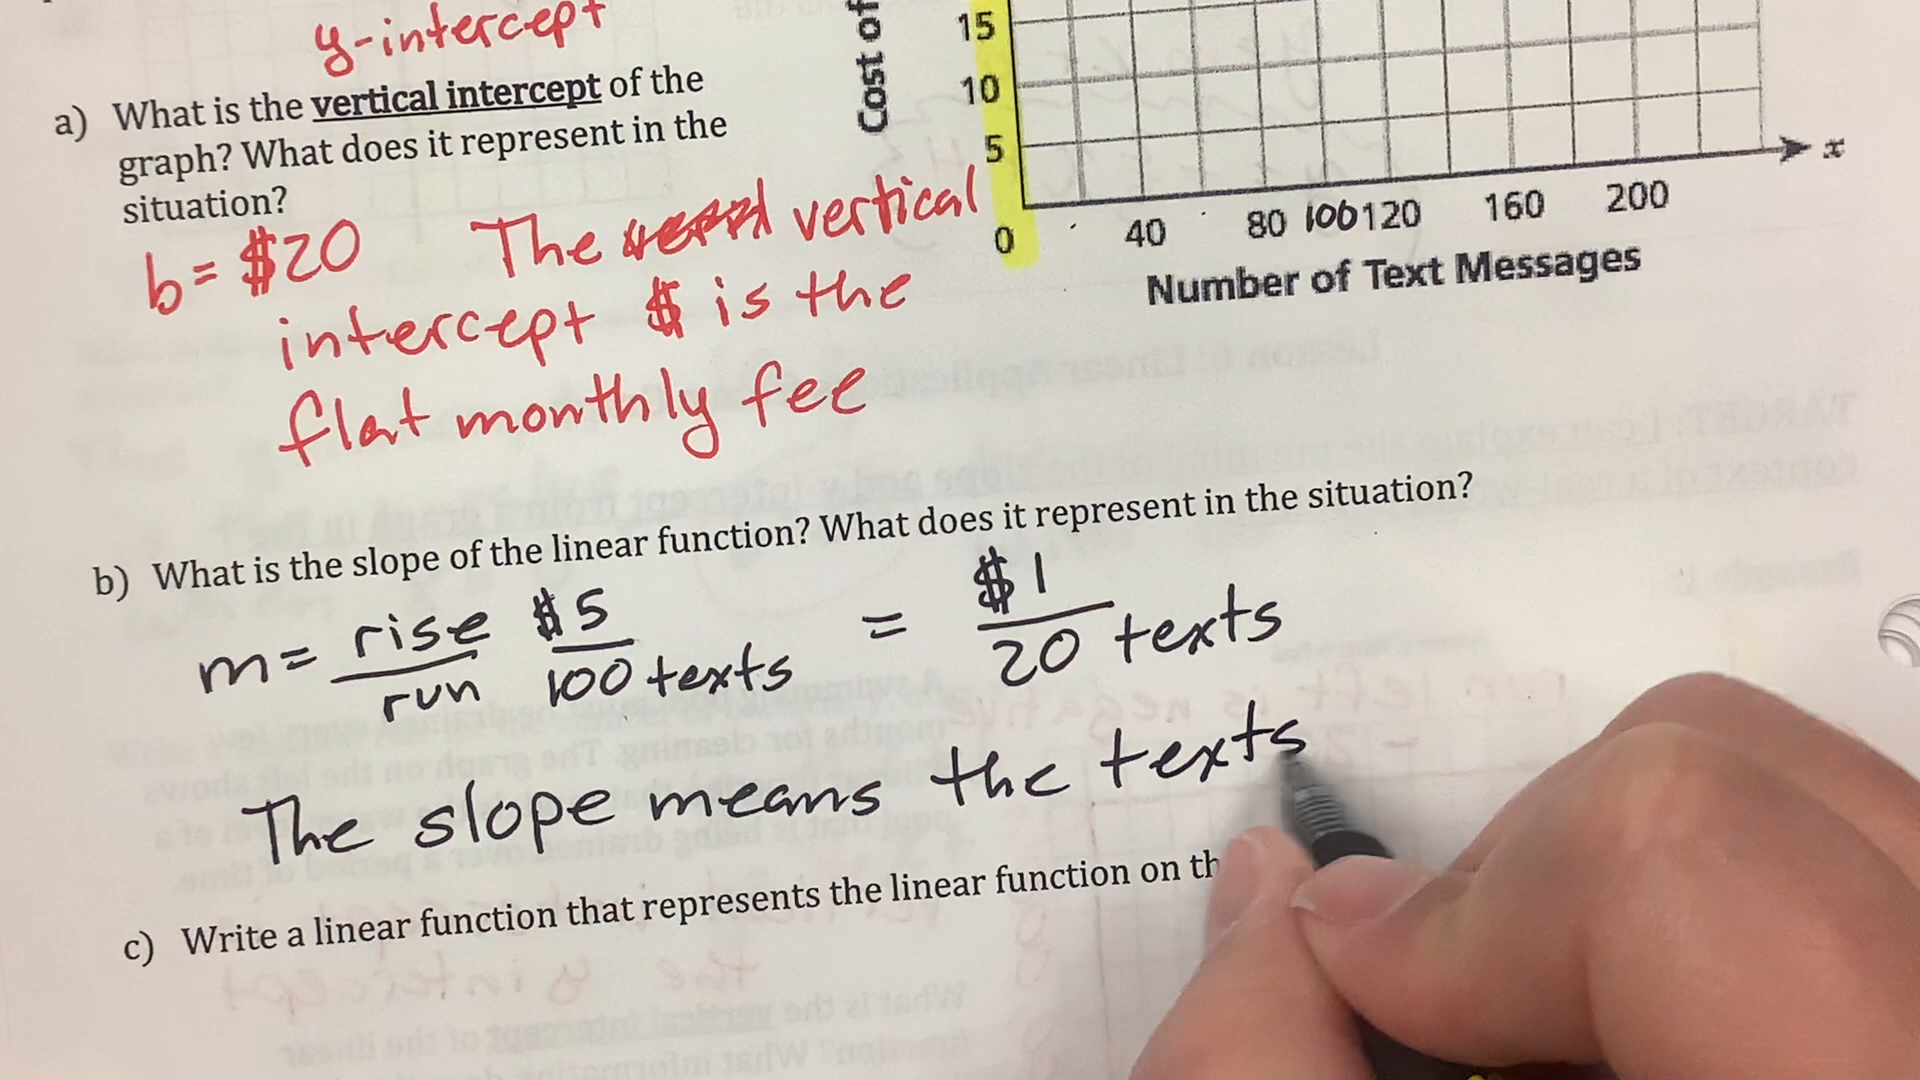 y-intercept
a) What is the vertical intercept of the
graph? What does it represent in the
situation?
b = $20 The vertical
intercept $ is the
flat monthly fee
Cost of
15
10
5
0
40 80 100 120 160 200
x
Number of Text Messages
b) What is the slope of the linear function? What does it represent in the situation?
m = rise/run $5/100 texts = $1/20 texts
The slope means the texts
c) Write a linear function that represents the linear function on th